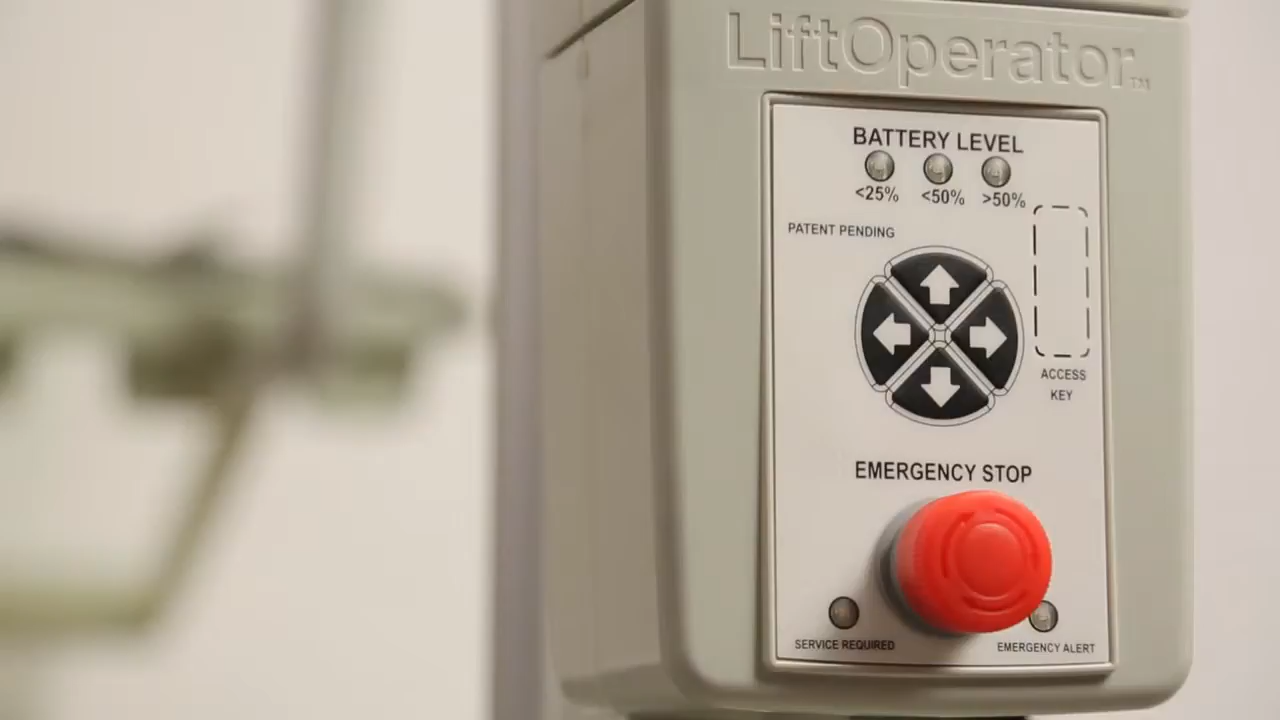 LiftOperator™
BATTERY LEVEL
<25% <50% >50%
PATENT PENDING
ACCESS
KEY
EMERGENCY STOP
SERVICE REQUIRED
EMERGENCY ALERT